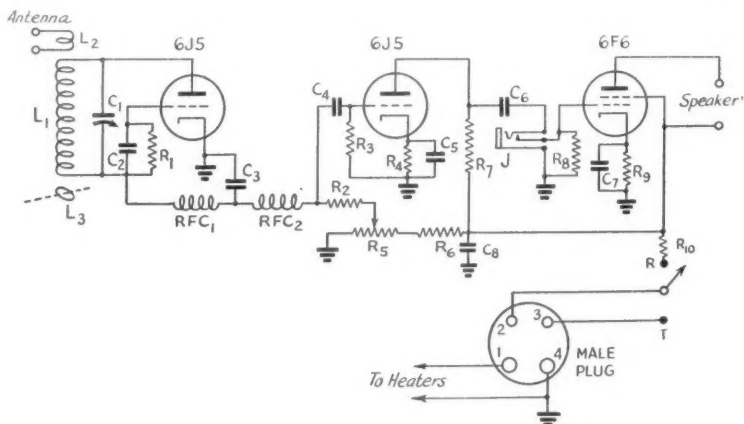 Antenna
L2
6J5
6J5
6F6
L1
C1
C2
R1
C3
C4
R3
R4
C5
R7
C6
J
R8
C7
R9
Speaker
L3
RFC1
RFC2
R2
R5
R6
C8
R10
R
T
2
3
1
4
MALE
PLUG
To Heaters